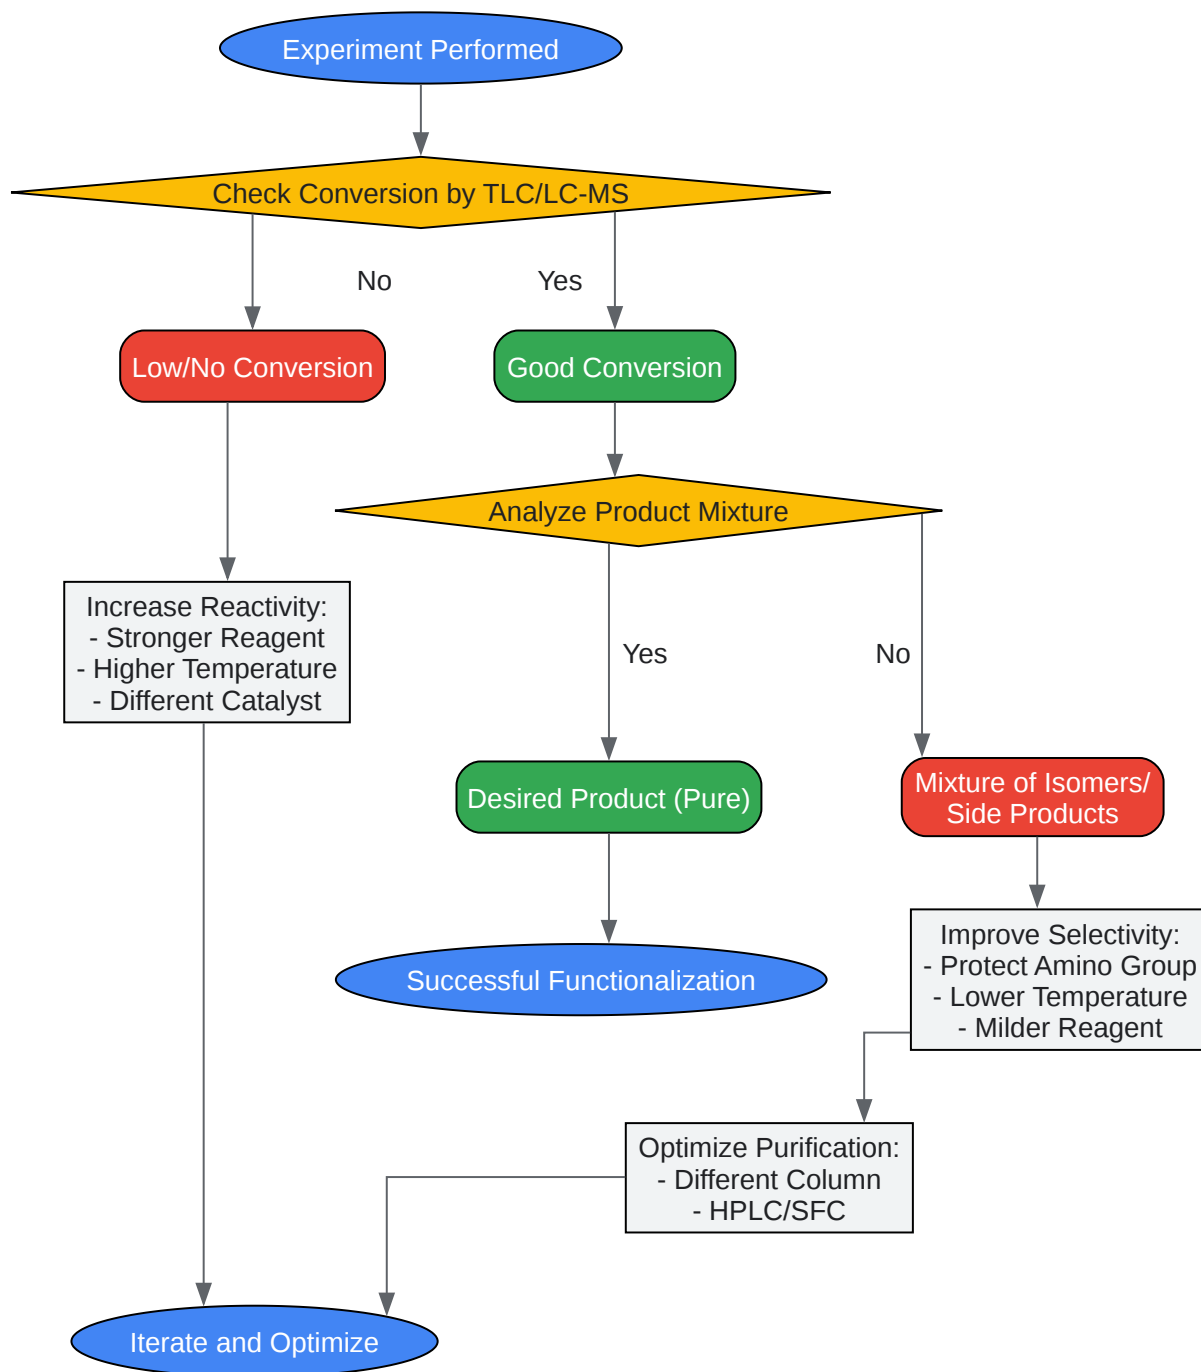 Experiment Performed
Check Conversion by TLC/LC-MS
No
Yes
Low/No Conversion
Good Conversion
Analyze Product Mixture
Increase Reactivity:
- Stronger Reagent
- Higher Temperature
- Different Catalyst
Yes
No
Desired Product (Pure)
Mixture of Isomers/
Side Products
Successful Functionalization
Improve Selectivity:
- Protect Amino Group
- Lower Temperature
- Milder Reagent
Optimize Purification:
- Different Column
- HPLC/SFC
Iterate and Optimize